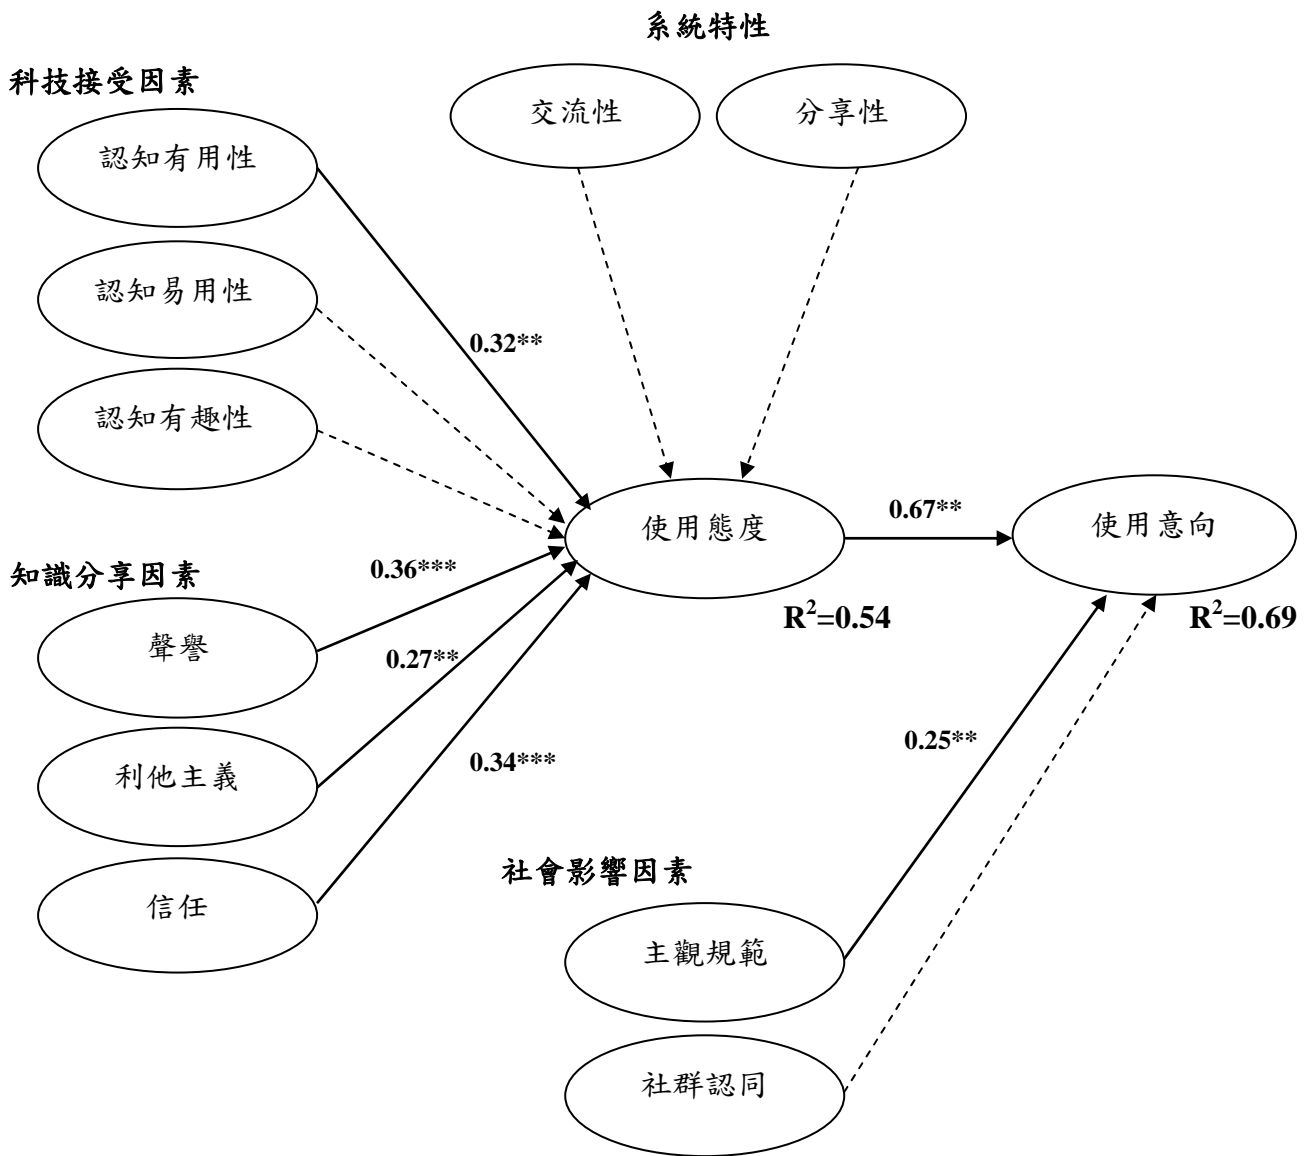 系統特性
科技接受因素
交流性
分享性
認知有用性
認知易用性
0.32**
認知有趣性
使用態度
0.67**
使用意向
知識分享因素
0.36***
R²=0.54
R²=0.69
聲譽
0.27**
0.25**
0.34***
利他主義
社會影響因素
信任
主觀規範
社群認同